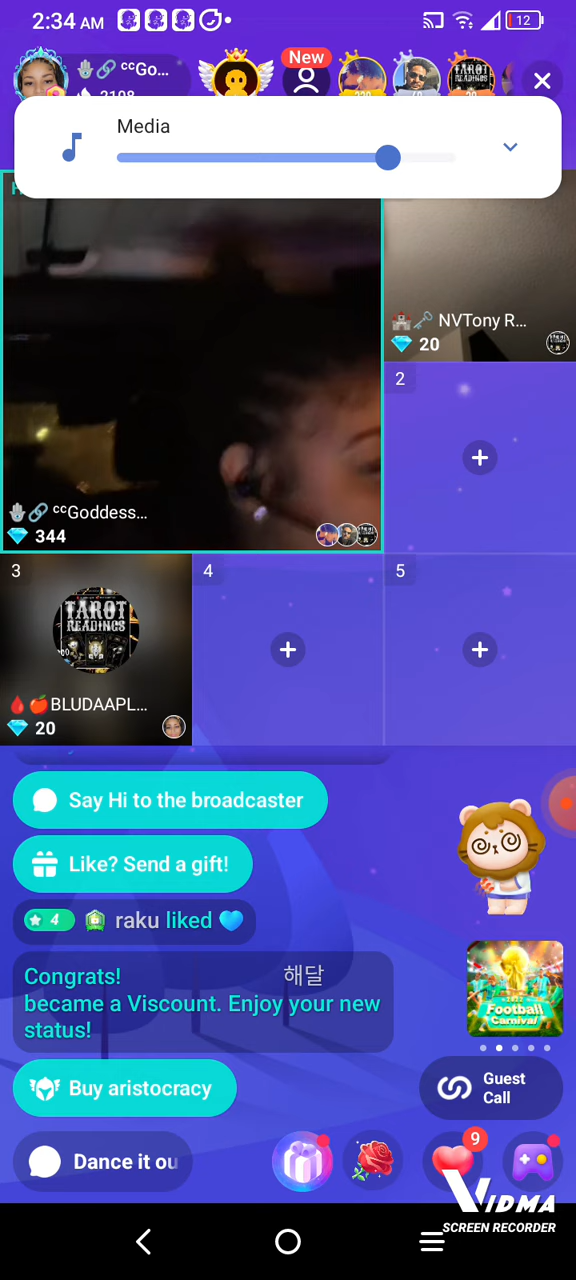 2:34 AM
12
ᶜᶜGo...
2108
New
Media
NVTony R...
20
2
ᶜᶜGoddess...
344
3
TAROT
READINGS
BLUDAAPL...
20
4
5
Say Hi to the broadcaster
Like? Send a gift!
4 raku liked
Congrats! 해달
became a Viscount. Enjoy your new
status!
2022
Football
Carnival
Buy aristocracy
Guest
Call
Dance it ou
9
VIDMA
SCREEN RECORDER